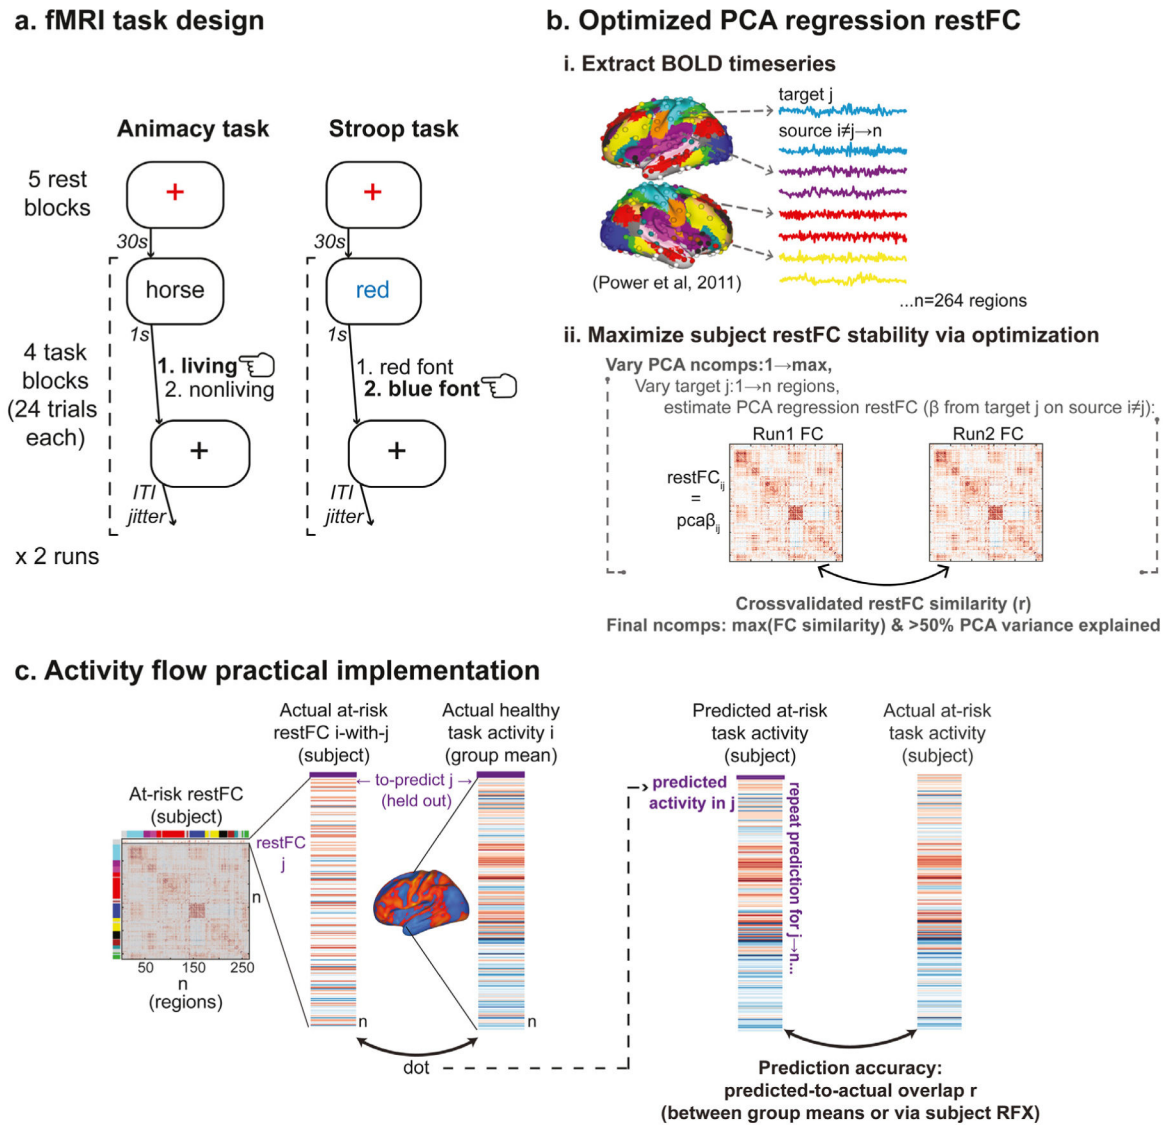 a. fMRI task design
Animacy task
Stroop task
5 rest
blocks
+
+
30s
30s
horse
red
1s
1s
4 task
blocks
(24 trials
each)
1. living
2. nonliving
1. red font
2. blue font
+
+
ITI
jitter
ITI
jitter
x 2 runs
b. Optimized PCA regression restFC
i. Extract BOLD timeseries
target j
source i≠j→n
(Power et al, 2011)
...n=264 regions
ii. Maximize subject restFC stability via optimization
Vary PCA ncomps:1→max,
Vary target j:1→n regions,
estimate PCA regression restFC (β from target j on source i≠j):
Run1 FC
Run2 FC
restFCij
=
pcaβij
Crossvalidated restFC similarity (r)
Final ncomps: max(FC similarity) & >50% PCA variance explained
c. Activity flow practical implementation
At-risk restFC
(subject)
50 150 250
n
(regions)
n
restFC
j
Actual at-risk
restFC i-with-j
(subject)
Actual healthy
task activity i
(group mean)
← to-predict j →
(held out)
n
n
dot
Predicted at-risk
task activity
(subject)
Actual at-risk
task activity
(subject)
predicted
activity in j
repeat prediction for j→n...
Prediction accuracy:
predicted-to-actual overlap r
(between group means or via subject RFX)